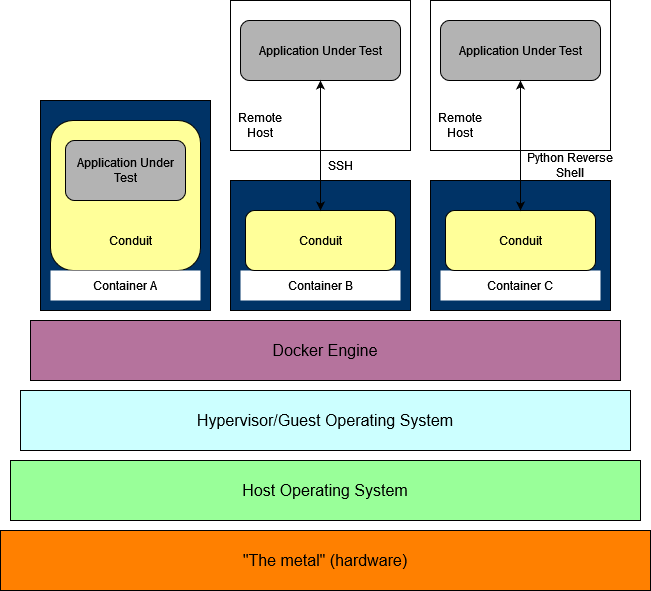 Application Under Test
Application Under Test
Remote
Host
Remote
Host
Application Under
Test
SSH
Python Reverse
Shell
Conduit
Conduit
Conduit
Container A
Container B
Container C
Docker Engine
Hypervisor/Guest Operating System
Host Operating System
"The metal" (hardware)